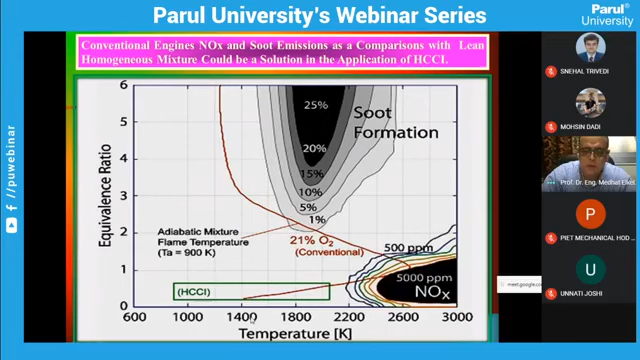 Parul University's Webinar Series
Parul®
University
Conventional Engines NOx and Soot Emissions as a Comparisons with Lean
Homogeneous Mixture Could be a Solution in the Application of HCCI.
6
5
4
3
2
1
0
Equivalence Ratio
25%
20%
15%
10%
5%
1%
Soot
Formation
Adiabatic Mixture
Flame Temperature
(Ta = 900 K)
21% O2
(Conventional)
500 ppm
5000 ppm
NOx
(HCCI)
600 1000 1400 1800 2200 2600 3000
Temperature [K]
/puwebinar
SNEHAL TRIVEDI
MOHSIN DADI
Prof. Dr. Eng. Medhat Elkel
P
PIET MECHANICAL HOD
U
UNNATI JOSHI
meet.google.com